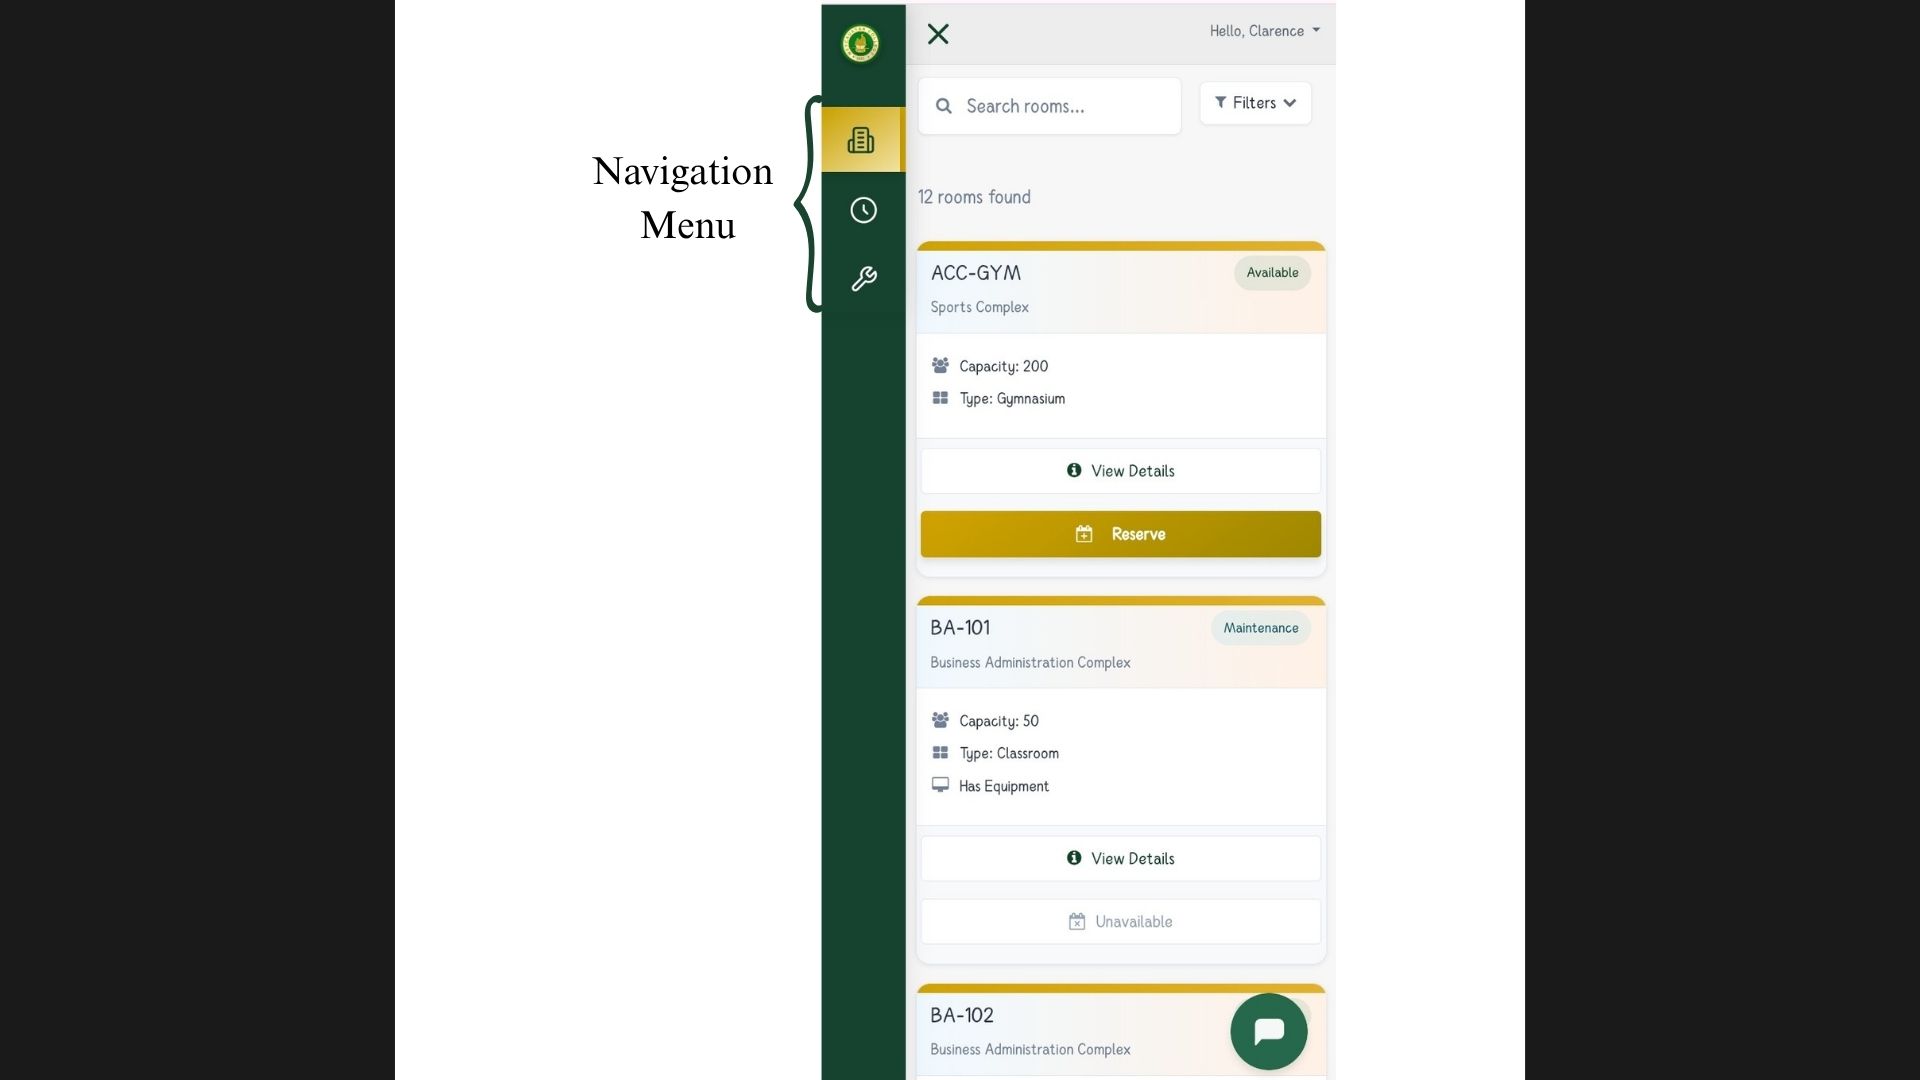 Navigation
Menu
Hello, Clarence
Search rooms...
Filters
12 rooms found
ACC-GYM
Available
Sports Complex
Capacity: 200
Type: Gymnasium
View Details
Reserve
BA-101
Maintenance
Business Administration Complex
Capacity: 50
Type: Classroom
Has Equipment
View Details
Unavailable
BA-102
Business Administration Complex